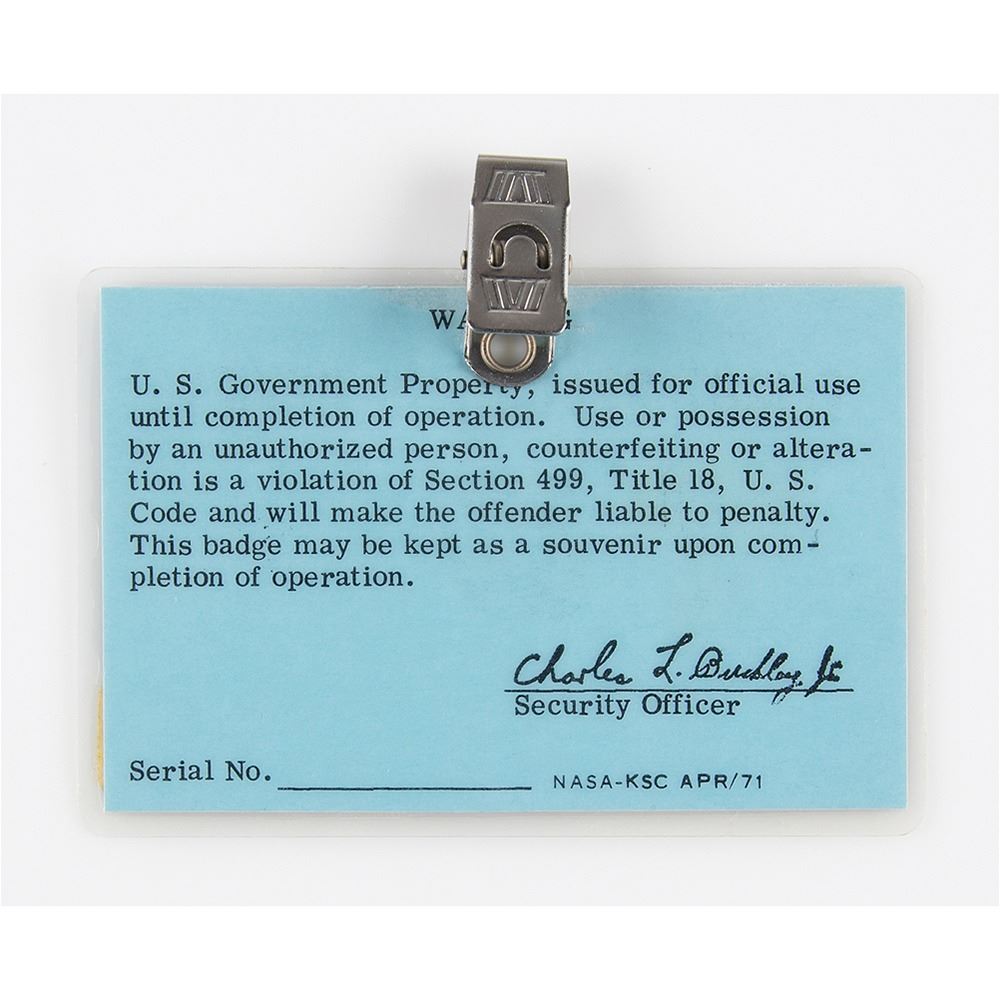 U. S. Government Property, issued for official use
until completion of operation. Use or possession
by an unauthorized person, counterfeiting or altera-
tion is a violation of Section 499, Title 18, U. S.
Code and will make the offender liable to penalty.
This badge may be kept as a souvenir upon com-
pletion of operation.
Charles L. Buckley, Jr.
Security Officer
Serial No.
NASA-KSC APR/71